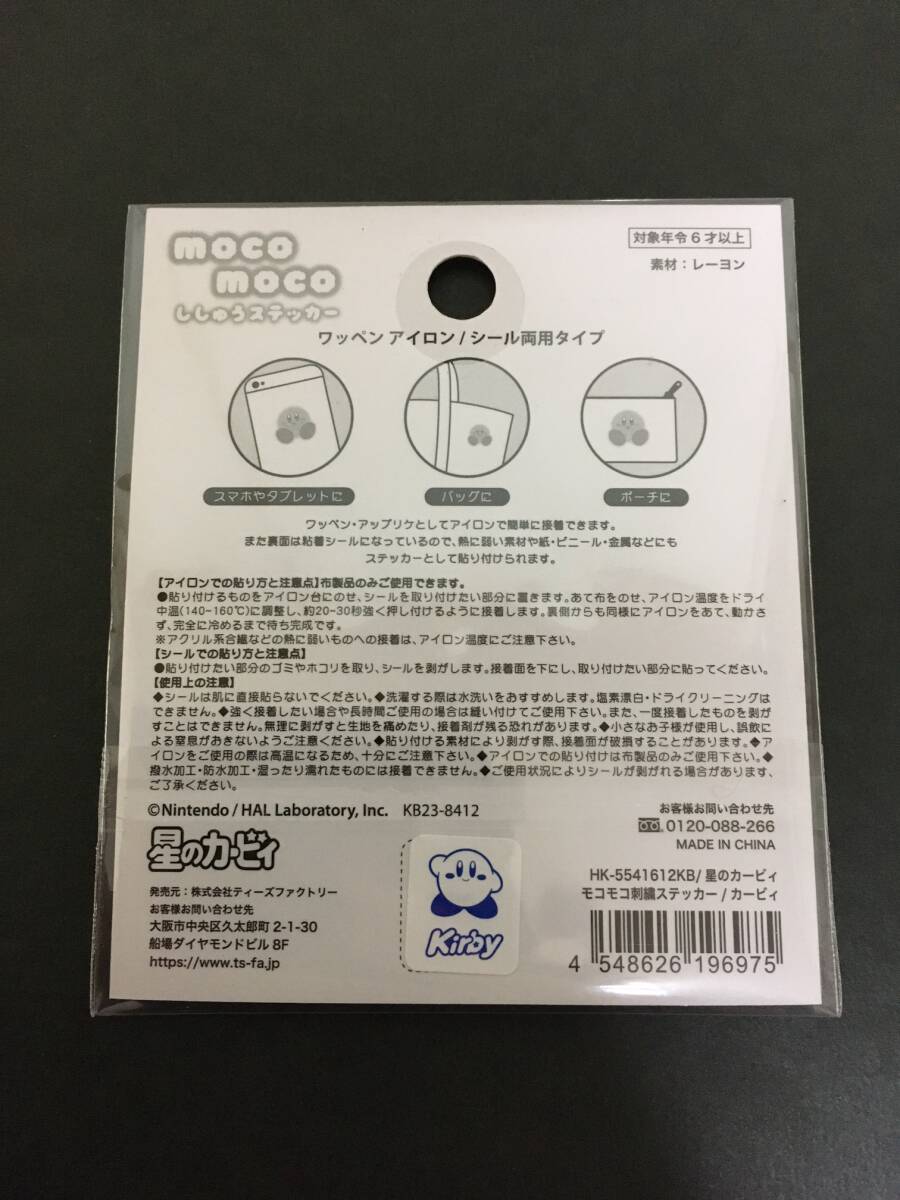 moco
moco
ししゅうステッカー
対象年令6才以上
素材：レーヨン
ワッペン アイロン/シール両用タイプ
スマホやタブレットに
バッグに
ポーチに
ワッペン・アップリケとしてアイロンで簡単に接着できます。
また裏面は粘着シールになっているので、熱に弱い素材や紙・ビニール・金属などにも
ステッカーとして貼り付けられます。
【アイロンでの貼り方と注意点】布製品のみご使用できます。
●貼り付けるものをアイロン台にのせ、シールを取り付けたい部分に置きます。あて布をのせ、アイロン温度をドライ
中温(140-160℃)に調整し、約20-30秒強く押し付けるように接着します。裏側からも同様にアイロンをあて、動かさ
ず、完全に冷めるまで待ち完成です。
※アクリル系合繊などの熱に弱いものへの接着は、アイロン温度にご注意下さい。
【シールでの貼り方と注意点】
●貼り付けたい部分のゴミやホコリを取り、シールを剥がします。接着面を下にし、取り付けたい部分に貼ってください。
【使用上の注意】
◆シールは肌に直接貼らないでください。◆洗濯する際は水洗いをおすすめします。塩素漂白・ドライクリーニングは
できません。◆強く接着したい場合や長時間ご使用の場合は縫い付けてご使用下さい。また、一度接着したものを剥が
すことはできません。無理に剥がすと生地を痛めたり、接着剤が残る恐れがあります。◆小さなお子様が使用し、誤飲に
よる窒息がおきないようご注意ください。◆貼り付ける素材により剥がす際、接着面が破損することがあります。◆ア
イロンをご使用の際は高温になるため、十分にご注意下さい。◆アイロンでの貼り付けは布製品のみご使用下さい。◆
撥水加工・防水加工・湿ったり濡れたものには接着できません。◆ご使用状況によりシールが剥がれる場合があります、
ご了承ください。
©Nintendo / HAL Laboratory, Inc. KB23-8412
星のカービィ
発売元：株式会社ティーズファクトリー
お客様お問い合わせ先
大阪市中央区久太郎町 2-1-30
船場ダイヤモンドビル 8F
https://www.ts-fa.jp
Kirby
お客様お問い合わせ先
0120-088-266
MADE IN CHINA
HK-5541612KB/ 星のカービィ
モコモコ刺繍ステッカー / カービィ
4 548626 196975